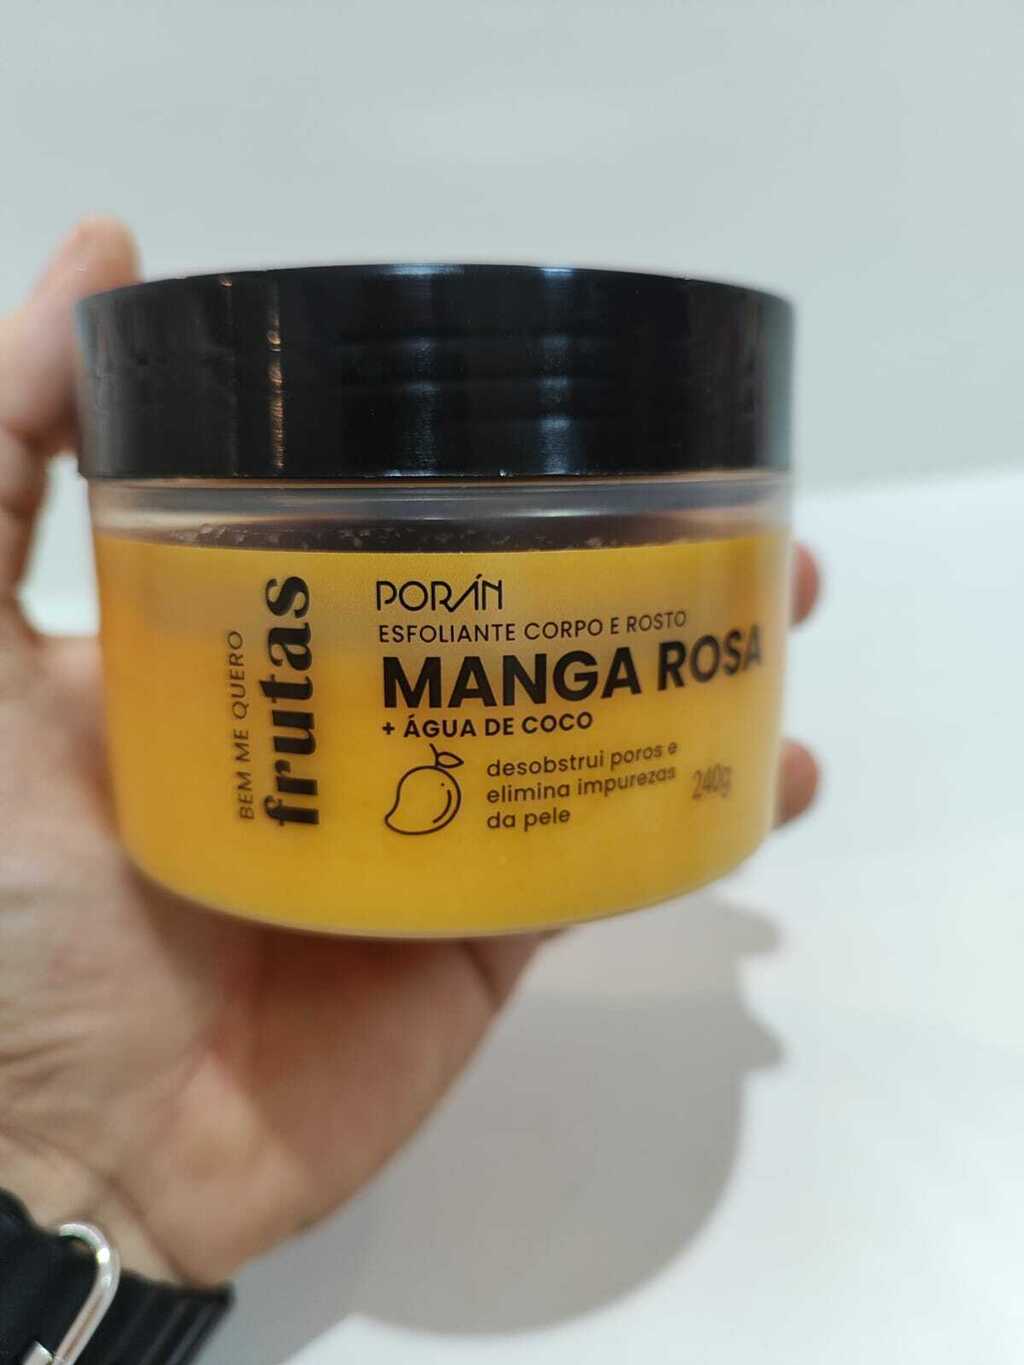 BEM ME QUERO
frutas
PORÁN
ESFOLIANTE CORPO E ROSTO
MANGA ROSA
+ ÁGUA DE COCO
desobstrui poros e
elimina impurezas
da pele
240g